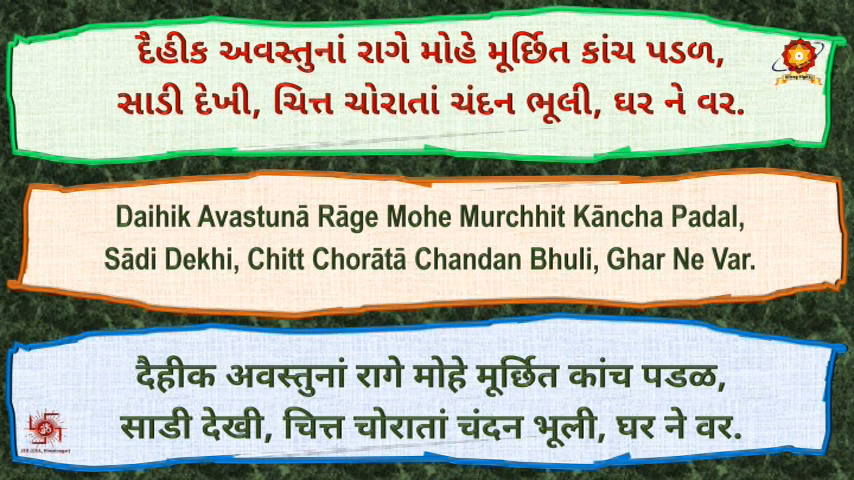 દૈહીક અવસ્તુનાં રાગે મોહે મૂર્છિત કાંચ પડળ,
સાડી દેખી, ચિત્ત ચોરાતાં ચંદન ભૂલી, ઘર ને વર.
Daihik Avastunā Rāge Mohe Murchhit Kāncha Padal,
Sādi Dekhi, Chitt Chorātā Chandan Bhuli, Ghar Ne Var.
दैहीक अवस्तुनां रागे मोहे मूर्छित कांच पडळ,
साडी देखी, चित्त चोरातां चंदन भूली, घर ने वर.